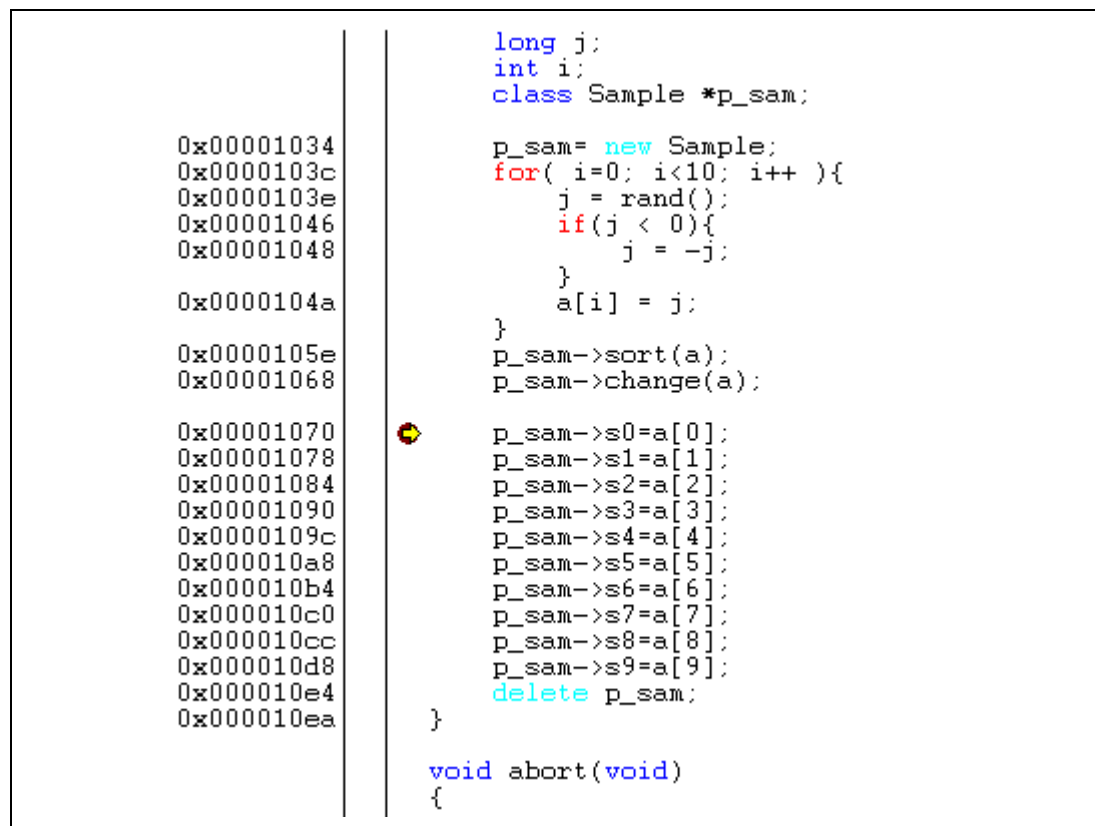 long j;
int i;
class Sample *p_sam;
0x00001034 p_sam= new Sample;
0x0000103c for( i=0; i<10; i++ ){
0x0000103e j = rand();
0x00001046 if(j < 0){
0x00001048 j = -j;
}
0x0000104a a[i] = j;
}
0x0000105e p_sam->sort(a);
0x00001068 p_sam->change(a);
0x00001070 p_sam->s0=a[0];
0x00001078 p_sam->s1=a[1];
0x00001084 p_sam->s2=a[2];
0x00001090 p_sam->s3=a[3];
0x0000109c p_sam->s4=a[4];
0x000010a8 p_sam->s5=a[5];
0x000010b4 p_sam->s6=a[6];
0x000010c0 p_sam->s7=a[7];
0x000010cc p_sam->s8=a[8];
0x000010d8 p_sam->s9=a[9];
0x000010e4 delete p_sam;
0x000010ea }
void abort(void)
{